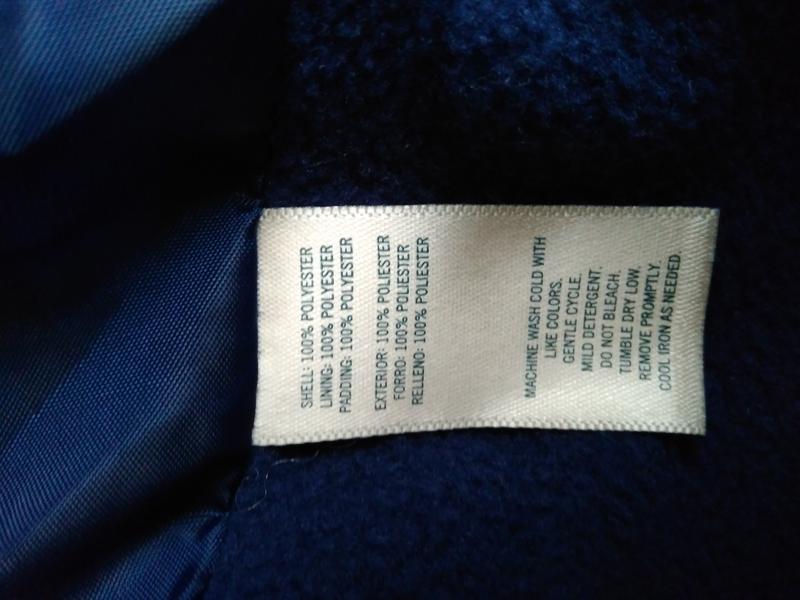 SHELL: 100% POLYESTER
LINING: 100% POLYESTER
PADDING: 100% POLYESTER
EXTERIOR: 100% POLIESTER
FORRO: 100% POLIESTER
RELLENO: 100% POLIESTER
MACHINE WASH COLD WITH
LIKE COLORS.
GENTLE CYCLE.
MILD DETERGENT.
DO NOT BLEACH.
TUMBLE DRY LOW.
REMOVE PROMPTLY.
COOL IRON AS NEEDED.